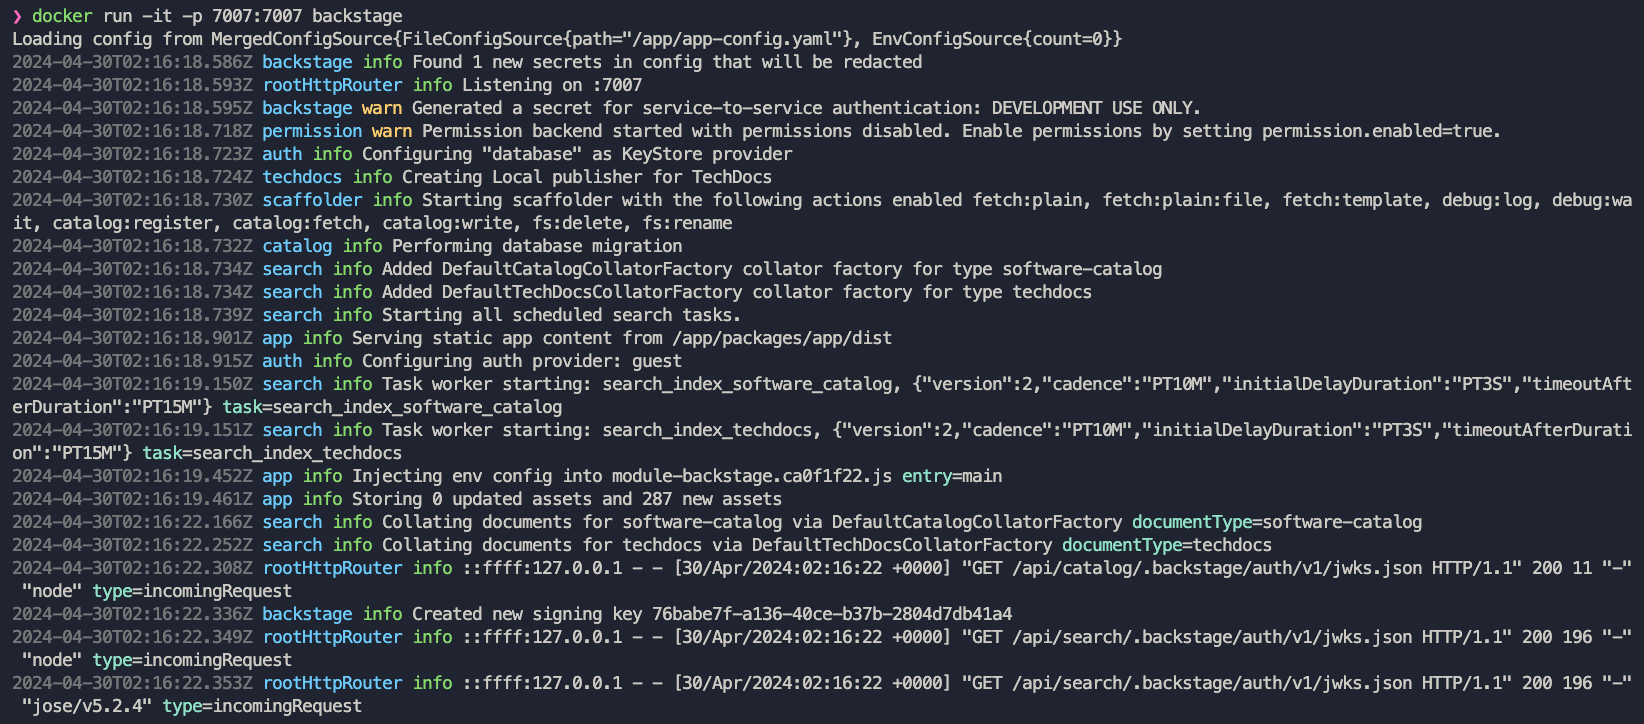 ❯ docker run -it -p 7007:7007 backstage
Loading config from MergedConfigSource{FileConfigSource{path="/app/app-config.yaml"}, EnvConfigSource{count=0}}
2024-04-30T02:16:18.586Z backstage info Found 1 new secrets in config that will be redacted
2024-04-30T02:16:18.593Z rootHttpRouter info Listening on :7007
2024-04-30T02:16:18.595Z backstage warn Generated a secret for service-to-service authentication: DEVELOPMENT USE ONLY.
2024-04-30T02:16:18.718Z permission warn Permission backend started with permissions disabled. Enable permissions by setting permission.enabled=true.
2024-04-30T02:16:18.723Z auth info Configuring "database" as KeyStore provider
2024-04-30T02:16:18.724Z techdocs info Creating Local publisher for TechDocs
2024-04-30T02:16:18.730Z scaffolder info Starting scaffolder with the following actions enabled fetch:plain, fetch:plain:file, fetch:template, debug:log, debug:wa
it, catalog:register, catalog:fetch, catalog:write, fs:delete, fs:rename
2024-04-30T02:16:18.732Z catalog info Performing database migration
2024-04-30T02:16:18.734Z search info Added DefaultCatalogCollatorFactory collator factory for type software-catalog
2024-04-30T02:16:18.734Z search info Added DefaultTechDocsCollatorFactory collator factory for type techdocs
2024-04-30T02:16:18.739Z search info Starting all scheduled search tasks.
2024-04-30T02:16:18.901Z app info Serving static app content from /app/packages/app/dist
2024-04-30T02:16:18.915Z auth info Configuring auth provider: guest
2024-04-30T02:16:19.150Z search info Task worker starting: search_index_software_catalog, {"version":2,"cadence":"PT10M","initialDelayDuration":"PT3S","timeoutAft
erDuration":"PT15M"} task=search_index_software_catalog
2024-04-30T02:16:19.151Z search info Task worker starting: search_index_techdocs, {"version":2,"cadence":"PT10M","initialDelayDuration":"PT3S","timeoutAfterDurati
on":"PT15M"} task=search_index_techdocs
2024-04-30T02:16:19.452Z app info Injecting env config into module-backstage.ca0f1f22.js entry=main
2024-04-30T02:16:19.461Z app info Storing 0 updated assets and 287 new assets
2024-04-30T02:16:22.166Z search info Collating documents for software-catalog via DefaultCatalogCollatorFactory documentType=software-catalog
2024-04-30T02:16:22.252Z search info Collating documents for techdocs via DefaultTechDocsCollatorFactory documentType=techdocs
2024-04-30T02:16:22.308Z rootHttpRouter info ::ffff:127.0.0.1 - - [30/Apr/2024:02:16:22 +0000] "GET /api/catalog/.backstage/auth/v1/jwks.json HTTP/1.1" 200 11 "-"
"node" type=incomingRequest
2024-04-30T02:16:22.336Z backstage info Created new signing key 76babe7f-a136-40ce-b37b-2804d7db41a4
2024-04-30T02:16:22.349Z rootHttpRouter info ::ffff:127.0.0.1 - - [30/Apr/2024:02:16:22 +0000] "GET /api/search/.backstage/auth/v1/jwks.json HTTP/1.1" 200 196 "-"
"node" type=incomingRequest
2024-04-30T02:16:22.353Z rootHttpRouter info ::ffff:127.0.0.1 - - [30/Apr/2024:02:16:22 +0000] "GET /api/search/.backstage/auth/v1/jwks.json HTTP/1.1" 200 196 "-"
"jose/v5.2.4" type=incomingRequest